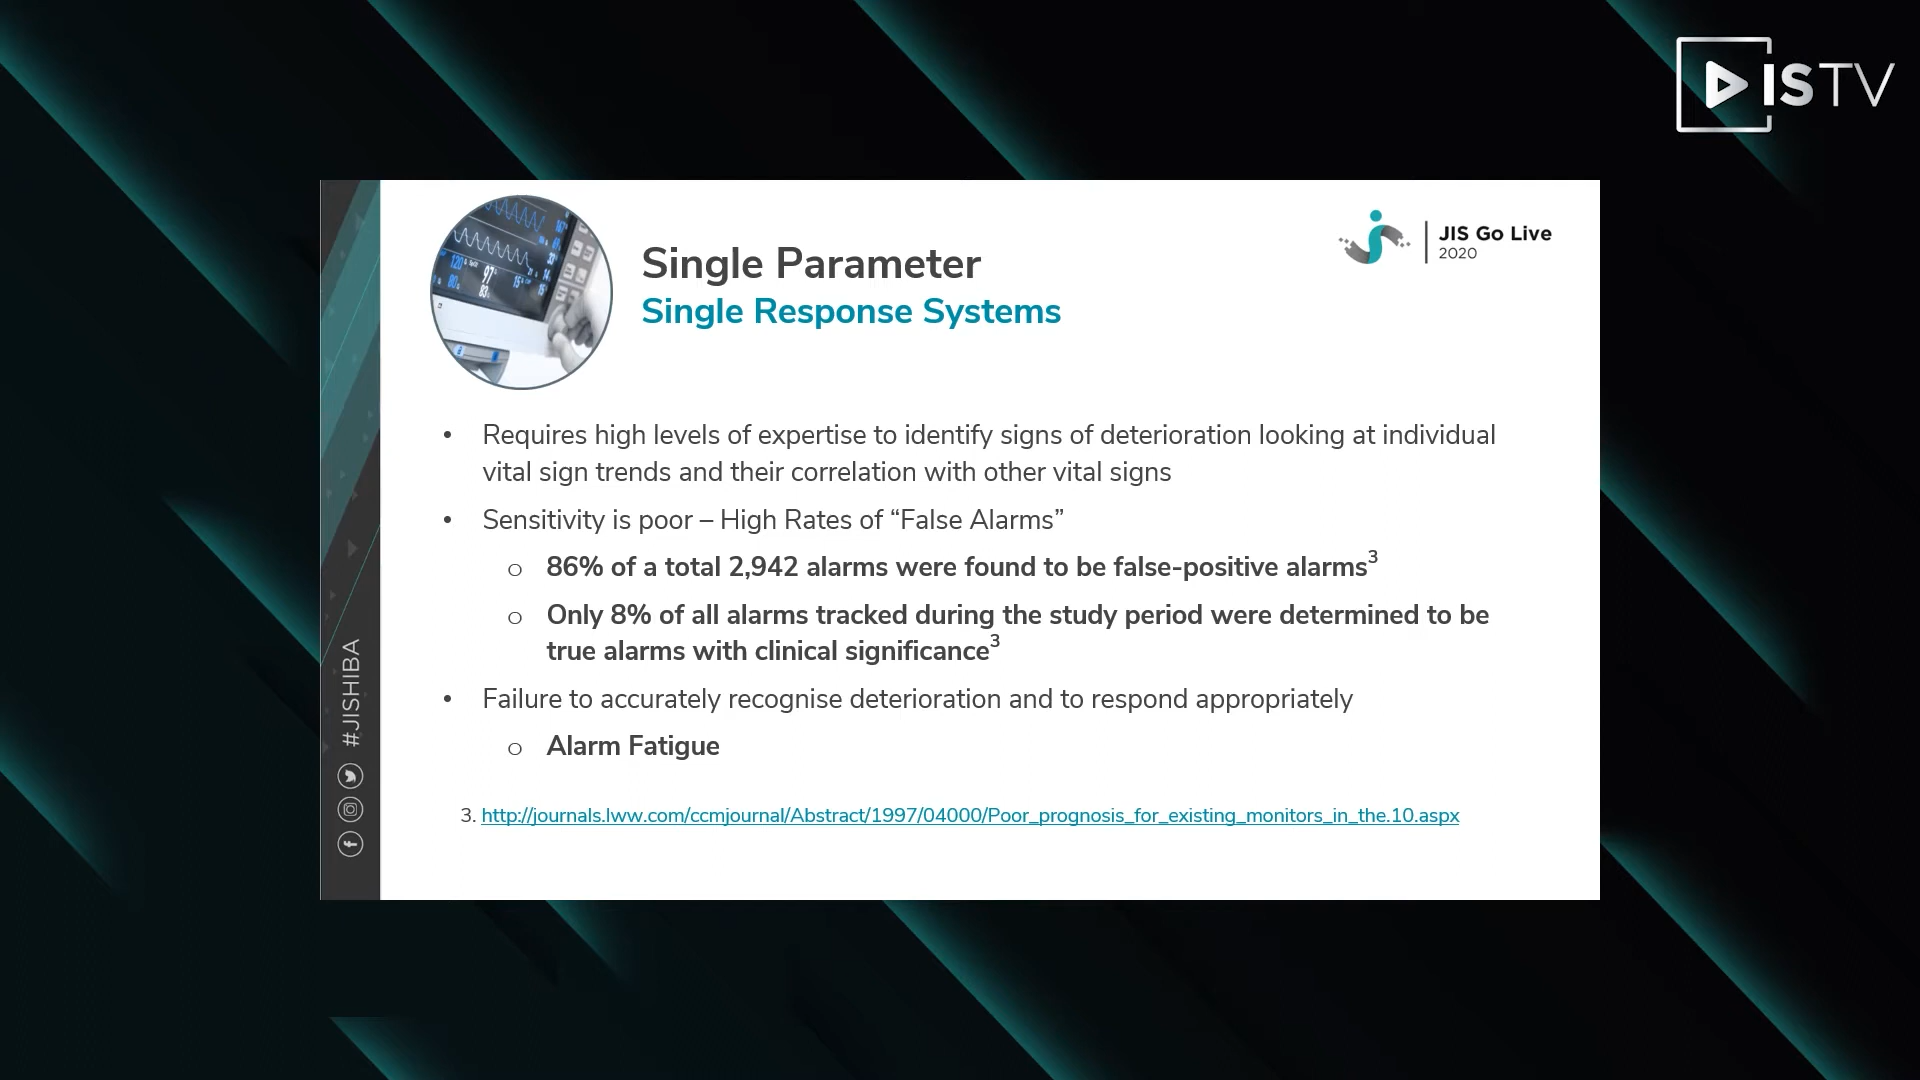 ISTV
JIS Go Live
2020
Single Parameter
Single Response Systems
• Requires high levels of expertise to identify signs of deterioration looking at individual
vital sign trends and their correlation with other vital signs
• Sensitivity is poor – High Rates of “False Alarms”
o 86% of a total 2,942 alarms were found to be false-positive alarms3
o Only 8% of all alarms tracked during the study period were determined to be
true alarms with clinical significance3
• Failure to accurately recognise deterioration and to respond appropriately
o Alarm Fatigue
3. http://journals.lww.com/ccmjournal/Abstract/1997/04000/Poor_prognosis_for_existing_monitors_in_the.10.aspx
#JISHIBA